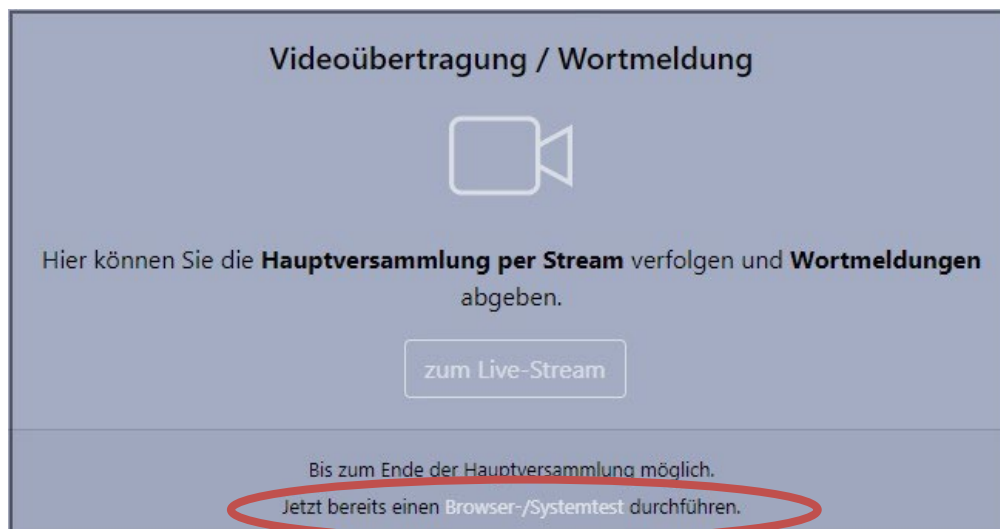 Videoübertragung / Wortmeldung
Hier können Sie die Hauptversammlung per Stream verfolgen und Wortmeldungen
abgeben.
zum Live-Stream
Bis zum Ende der Hauptversammlung möglich.
Jetzt bereits einen Browser-/Systemtest durchführen.